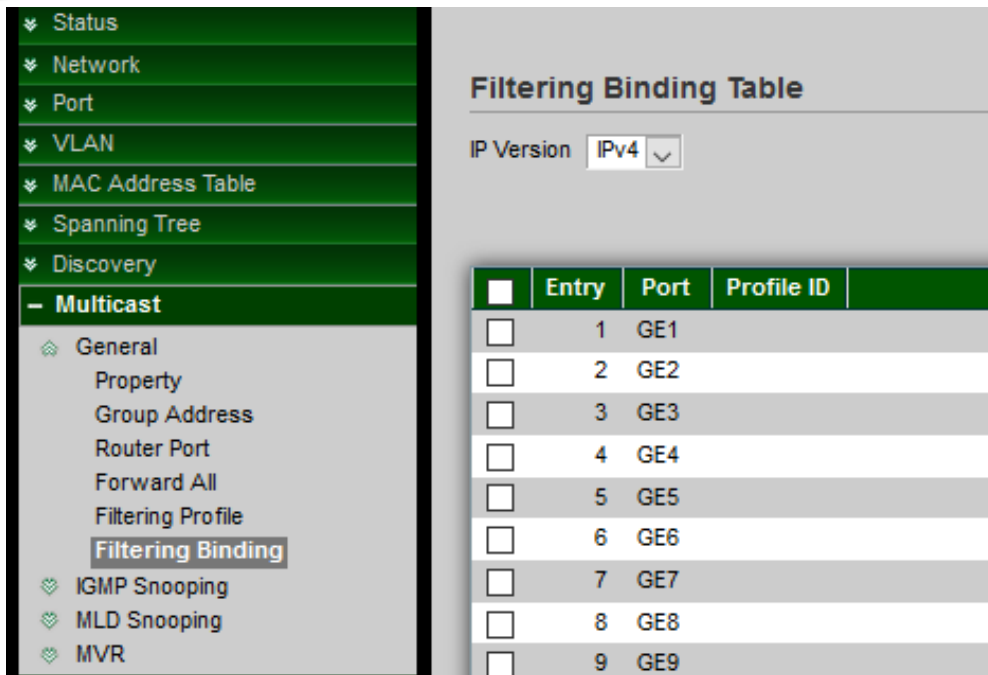 Status
Network
Port
VLAN
MAC Address Table
Spanning Tree
Discovery
Multicast
General
Property
Group Address
Router Port
Forward All
Filtering Profile
Filtering Binding
IGMP Snooping
MLD Snooping
MVR
Filtering Binding Table
IP Version IPv4
Entry Port Profile ID
1 GE1
2 GE2
3 GE3
4 GE4
5 GE5
6 GE6
7 GE7
8 GE8
9 GE9